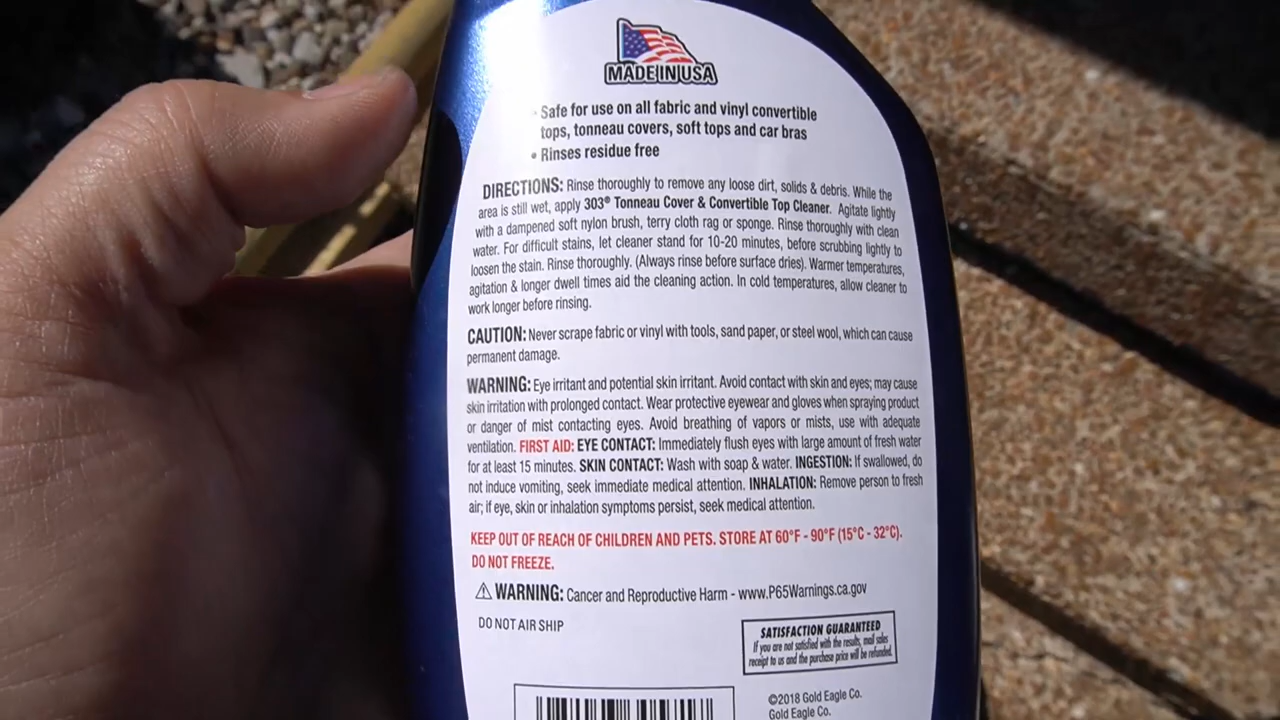 MADE IN USA
• Safe for use on all fabric and vinyl convertible
tops, tonneau covers, soft tops and car bras
• Rinses residue free
DIRECTIONS: Rinse thoroughly to remove any loose dirt, solids & debris. While the
area is still wet, apply 303® Tonneau Cover & Convertible Top Cleaner. Agitate lightly
with a dampened soft nylon brush, terry cloth rag or sponge. Rinse thoroughly with clean
water. For difficult stains, let cleaner stand for 10-20 minutes, before scrubbing lightly to
loosen the stain. Rinse thoroughly. (Always rinse before surface dries). Warmer temperatures,
agitation & longer dwell times aid the cleaning action. In cold temperatures, allow cleaner to
work longer before rinsing.
CAUTION: Never scrape fabric or vinyl with tools, sand paper, or steel wool, which can cause
permanent damage.
WARNING: Eye irritant and potential skin irritant. Avoid contact with skin and eyes; may cause
skin irritation with prolonged contact. Wear protective eyewear and gloves when spraying product
or danger of mist contacting eyes. Avoid breathing of vapors or mists, use with adequate
ventilation. FIRST AID: EYE CONTACT: Immediately flush eyes with large amount of fresh water
for at least 15 minutes. SKIN CONTACT: Wash with soap & water. INGESTION: If swallowed, do
not induce vomiting, seek immediate medical attention. INHALATION: Remove person to fresh
air; if eye, skin or inhalation symptoms persist, seek medical attention.
KEEP OUT OF REACH OF CHILDREN AND PETS. STORE AT 60°F - 90°F (15°C - 32°C).
DO NOT FREEZE.
⚠ WARNING: Cancer and Reproductive Harm - www.P65Warnings.ca.gov
DO NOT AIR SHIP
SATISFACTION GUARANTEED
If you are not satisfied with the results, mail sales
receipt to us and the purchase price will be refunded.
©2018 Gold Eagle Co.
Gold Eagle Co.